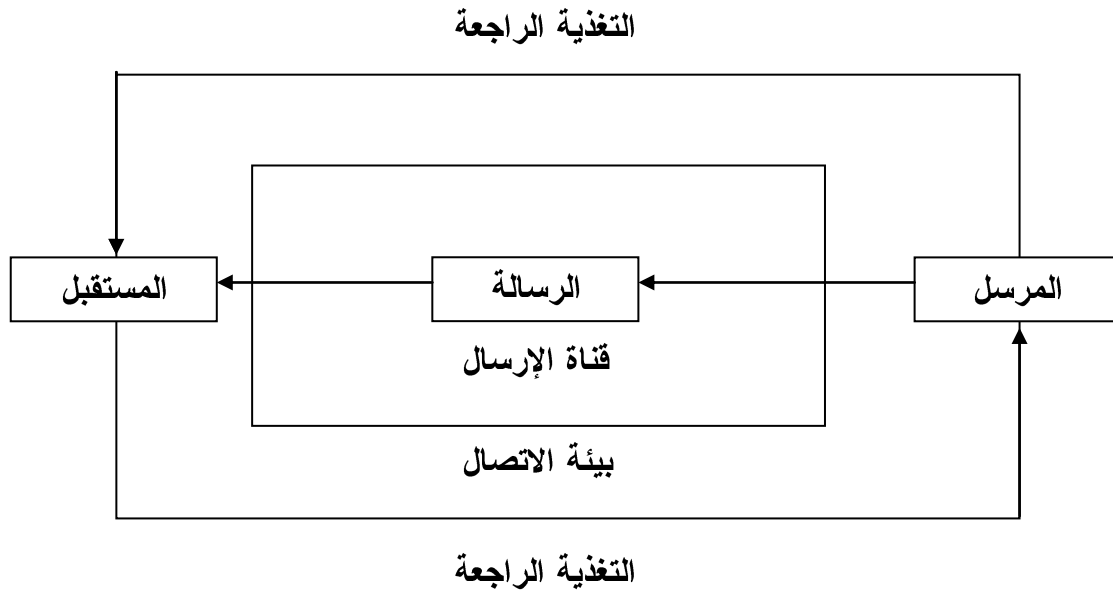 التغذية الراجعة
المرسل
الرسالة
المستقبل
قناة الإرسال
بيئة الاتصال
التغذية الراجعة